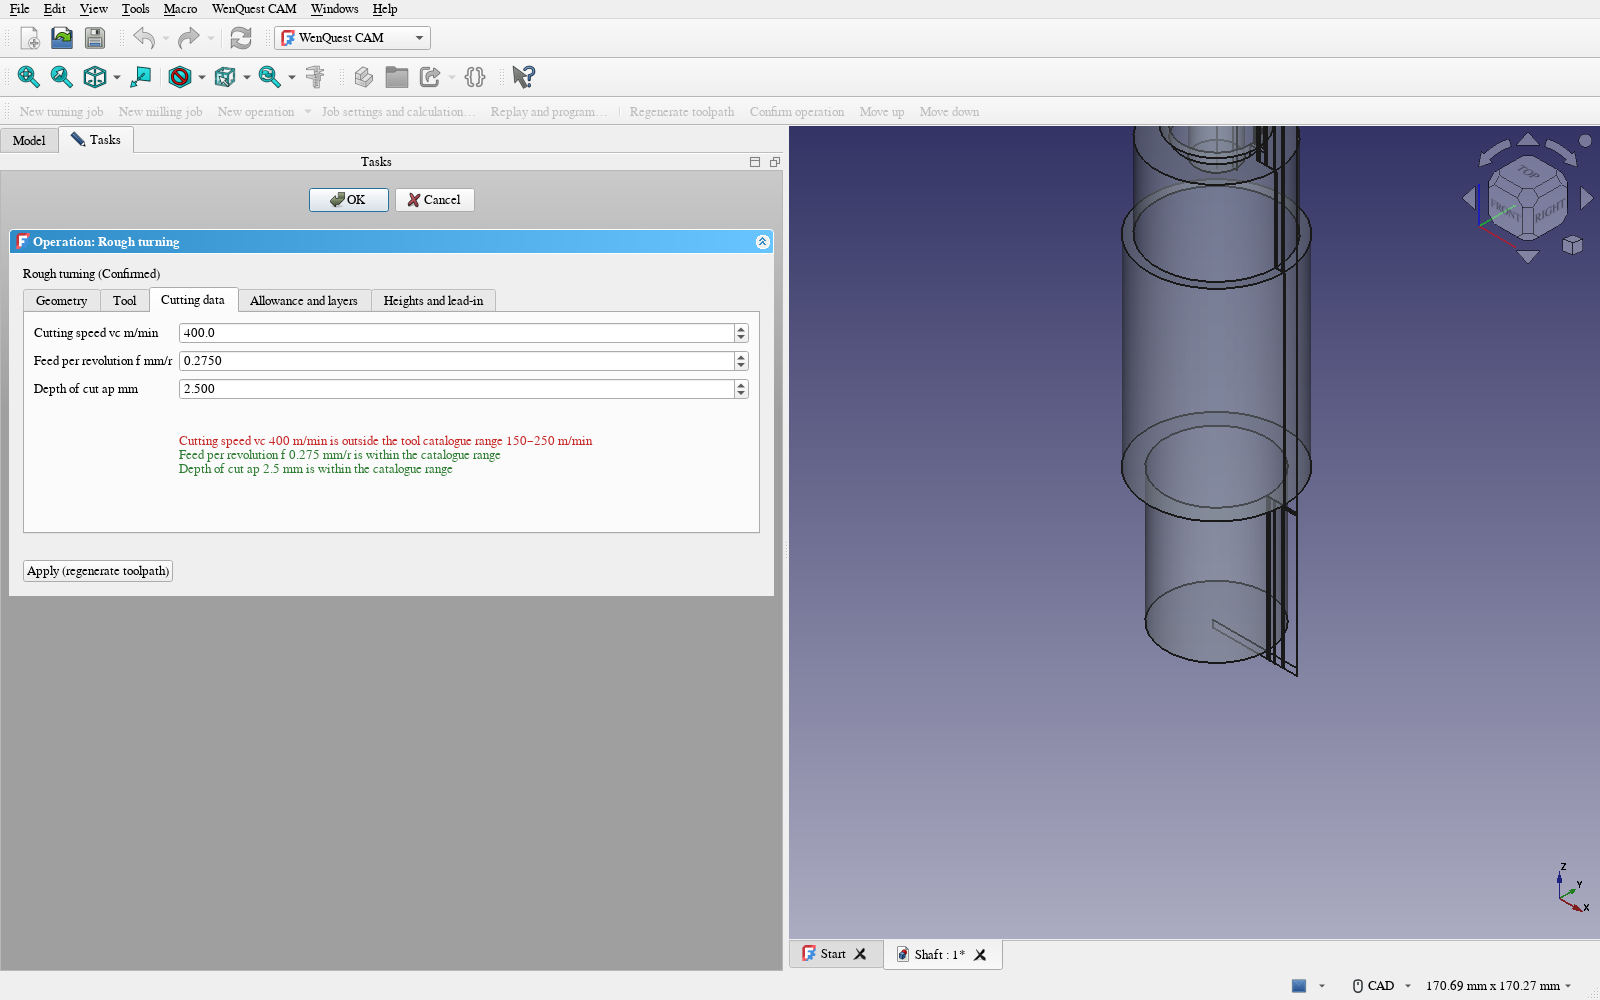 File Edit View Tools Macro WenQuest CAM Windows Help
WenQuest CAM
New turning job New milling job New operation Job settings and calculation... Replay and program... Regenerate toolpath Confirm operation Move up Move down
Model Tasks
Tasks
OK Cancel
Operation: Rough turning
Rough turning (Confirmed)
Geometry Tool Cutting data Allowance and layers Heights and lead-in
Cutting speed vc m/min 400.0
Feed per revolution f mm/r 0.2750
Depth of cut ap mm 2.500
Cutting speed vc 400 m/min is outside the tool catalogue range 150–250 m/min
Feed per revolution f 0.275 mm/r is within the catalogue range
Depth of cut ap 2.5 mm is within the catalogue range
Apply (regenerate toolpath)
TOP
FRONT RIGHT
Z
Y
X
Start Shaft : 1*
CAD 170.69 mm x 170.27 mm